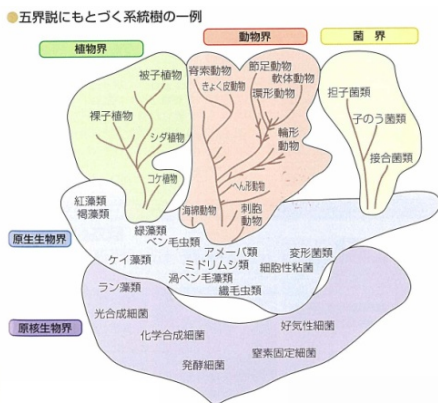 ●五界説にもとづく系統樹の一例
植物界
動物界
菌界
被子植物
裸子植物
シダ植物
コケ植物
脊索動物
きょく皮動物
節足動物
軟体動物
環形動物
輪形
動物
へん形動物
海綿動物
刺胞
動物
担子菌類
子のう菌類
接合菌類
原生生物界
紅藻類
褐藻類
緑藻類
ベン毛虫類
ケイ藻類
アメーバ類
ミドリムシ類
渦ベン毛藻類
繊毛虫類
変形菌類
細胞性粘菌
原核生物界
ラン藻類
光合成細菌
化学合成細菌
発酵細菌
好気性細菌
窒素固定細菌